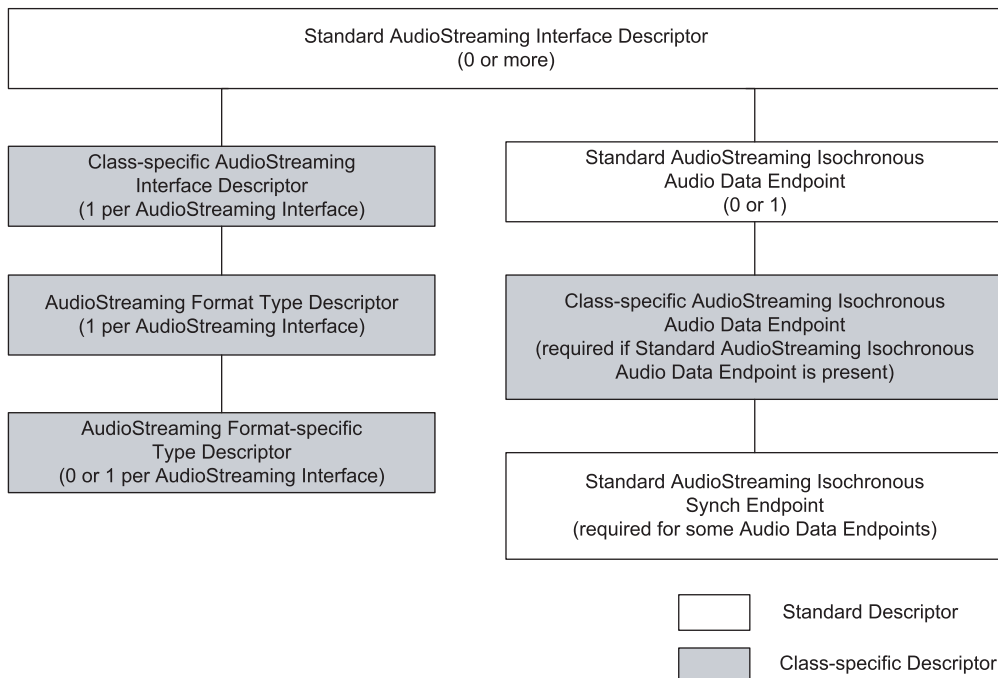 Standard AudioStreaming Interface Descriptor
(0 or more)
Class-specific AudioStreaming
Interface Descriptor
(1 per AudioStreaming Interface)
AudioStreaming Format Type Descriptor
(1 per AudioStreaming Interface)
AudioStreaming Format-specific
Type Descriptor
(0 or 1 per AudioStreaming Interface)
Standard AudioStreaming Isochronous
Audio Data Endpoint
(0 or 1)
Class-specific AudioStreaming Isochronous
Audio Data Endpoint
(required if Standard AudioStreaming Isochronous
Audio Data Endpoint is present)
Standard AudioStreaming Isochronous
Synch Endpoint
(required for some Audio Data Endpoints)
Standard Descriptor
Class-specific Descriptor